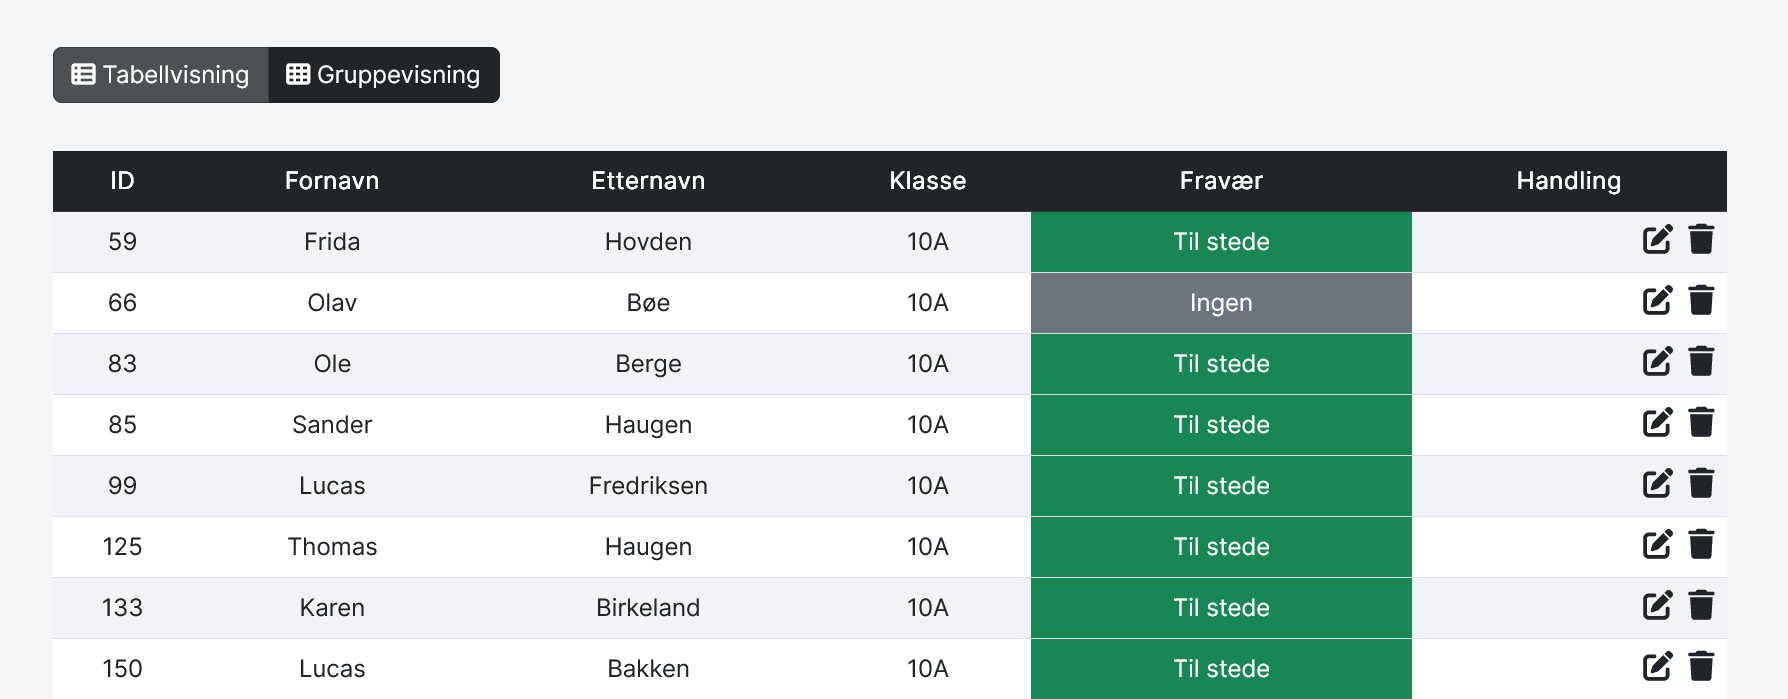 Tabellvisning Gruppevisning
ID Fornavn Etternavn Klasse Fravær Handling
59 Frida Hovden 10A Til stede
66 Olav Bøe 10A Ingen
83 Ole Berge 10A Til stede
85 Sander Haugen 10A Til stede
99 Lucas Fredriksen 10A Til stede
125 Thomas Haugen 10A Til stede
133 Karen Birkeland 10A Til stede
150 Lucas Bakken 10A Til stede